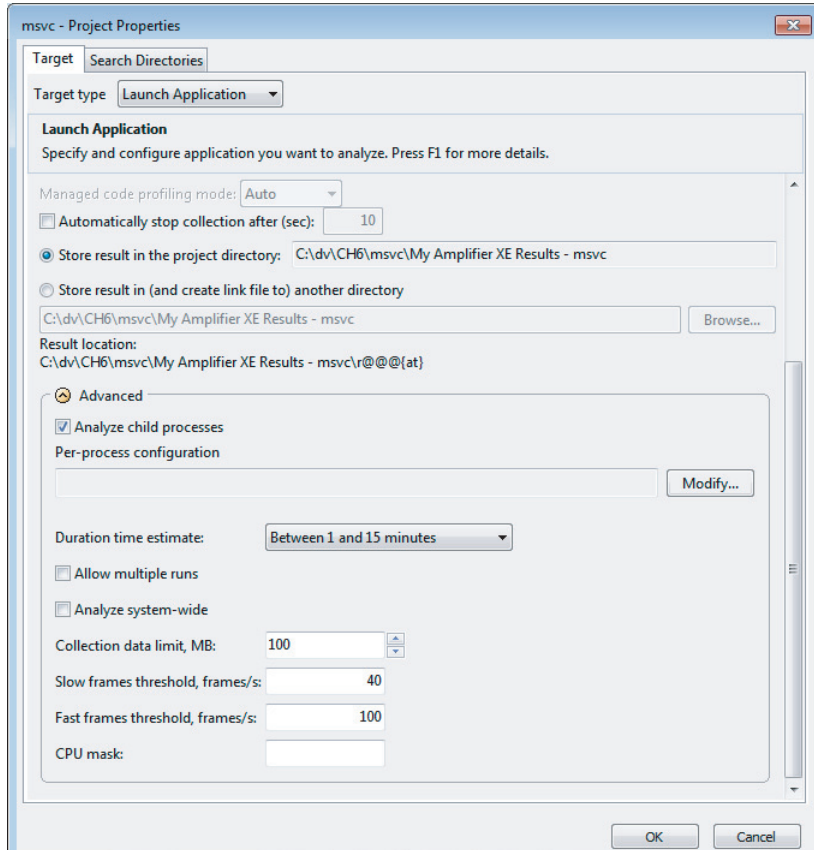 msvc - Project Properties
Target
Search Directories
Target type Launch Application
Launch Application
Specify and configure application you want to analyze. Press F1 for more details.
Managed code profiling mode: Auto
Automatically stop collection after (sec): 10
Store result in the project directory: C:\dv\CH6\msvc\My Amplifier XE Results - msvc
Store result in (and create link file to) another directory
C:\dv\CH6\msvc\My Amplifier XE Results - msvc Browse...
Result location:
C:\dv\CH6\msvc\My Amplifier XE Results - msvc\r@@@{at}
Advanced
Analyze child processes
Per-process configuration
Modify...
Duration time estimate: Between 1 and 15 minutes
Allow multiple runs
Analyze system-wide
Collection data limit, MB: 100
Slow frames threshold, frames/s: 40
Fast frames threshold, frames/s: 100
CPU mask:
OK Cancel